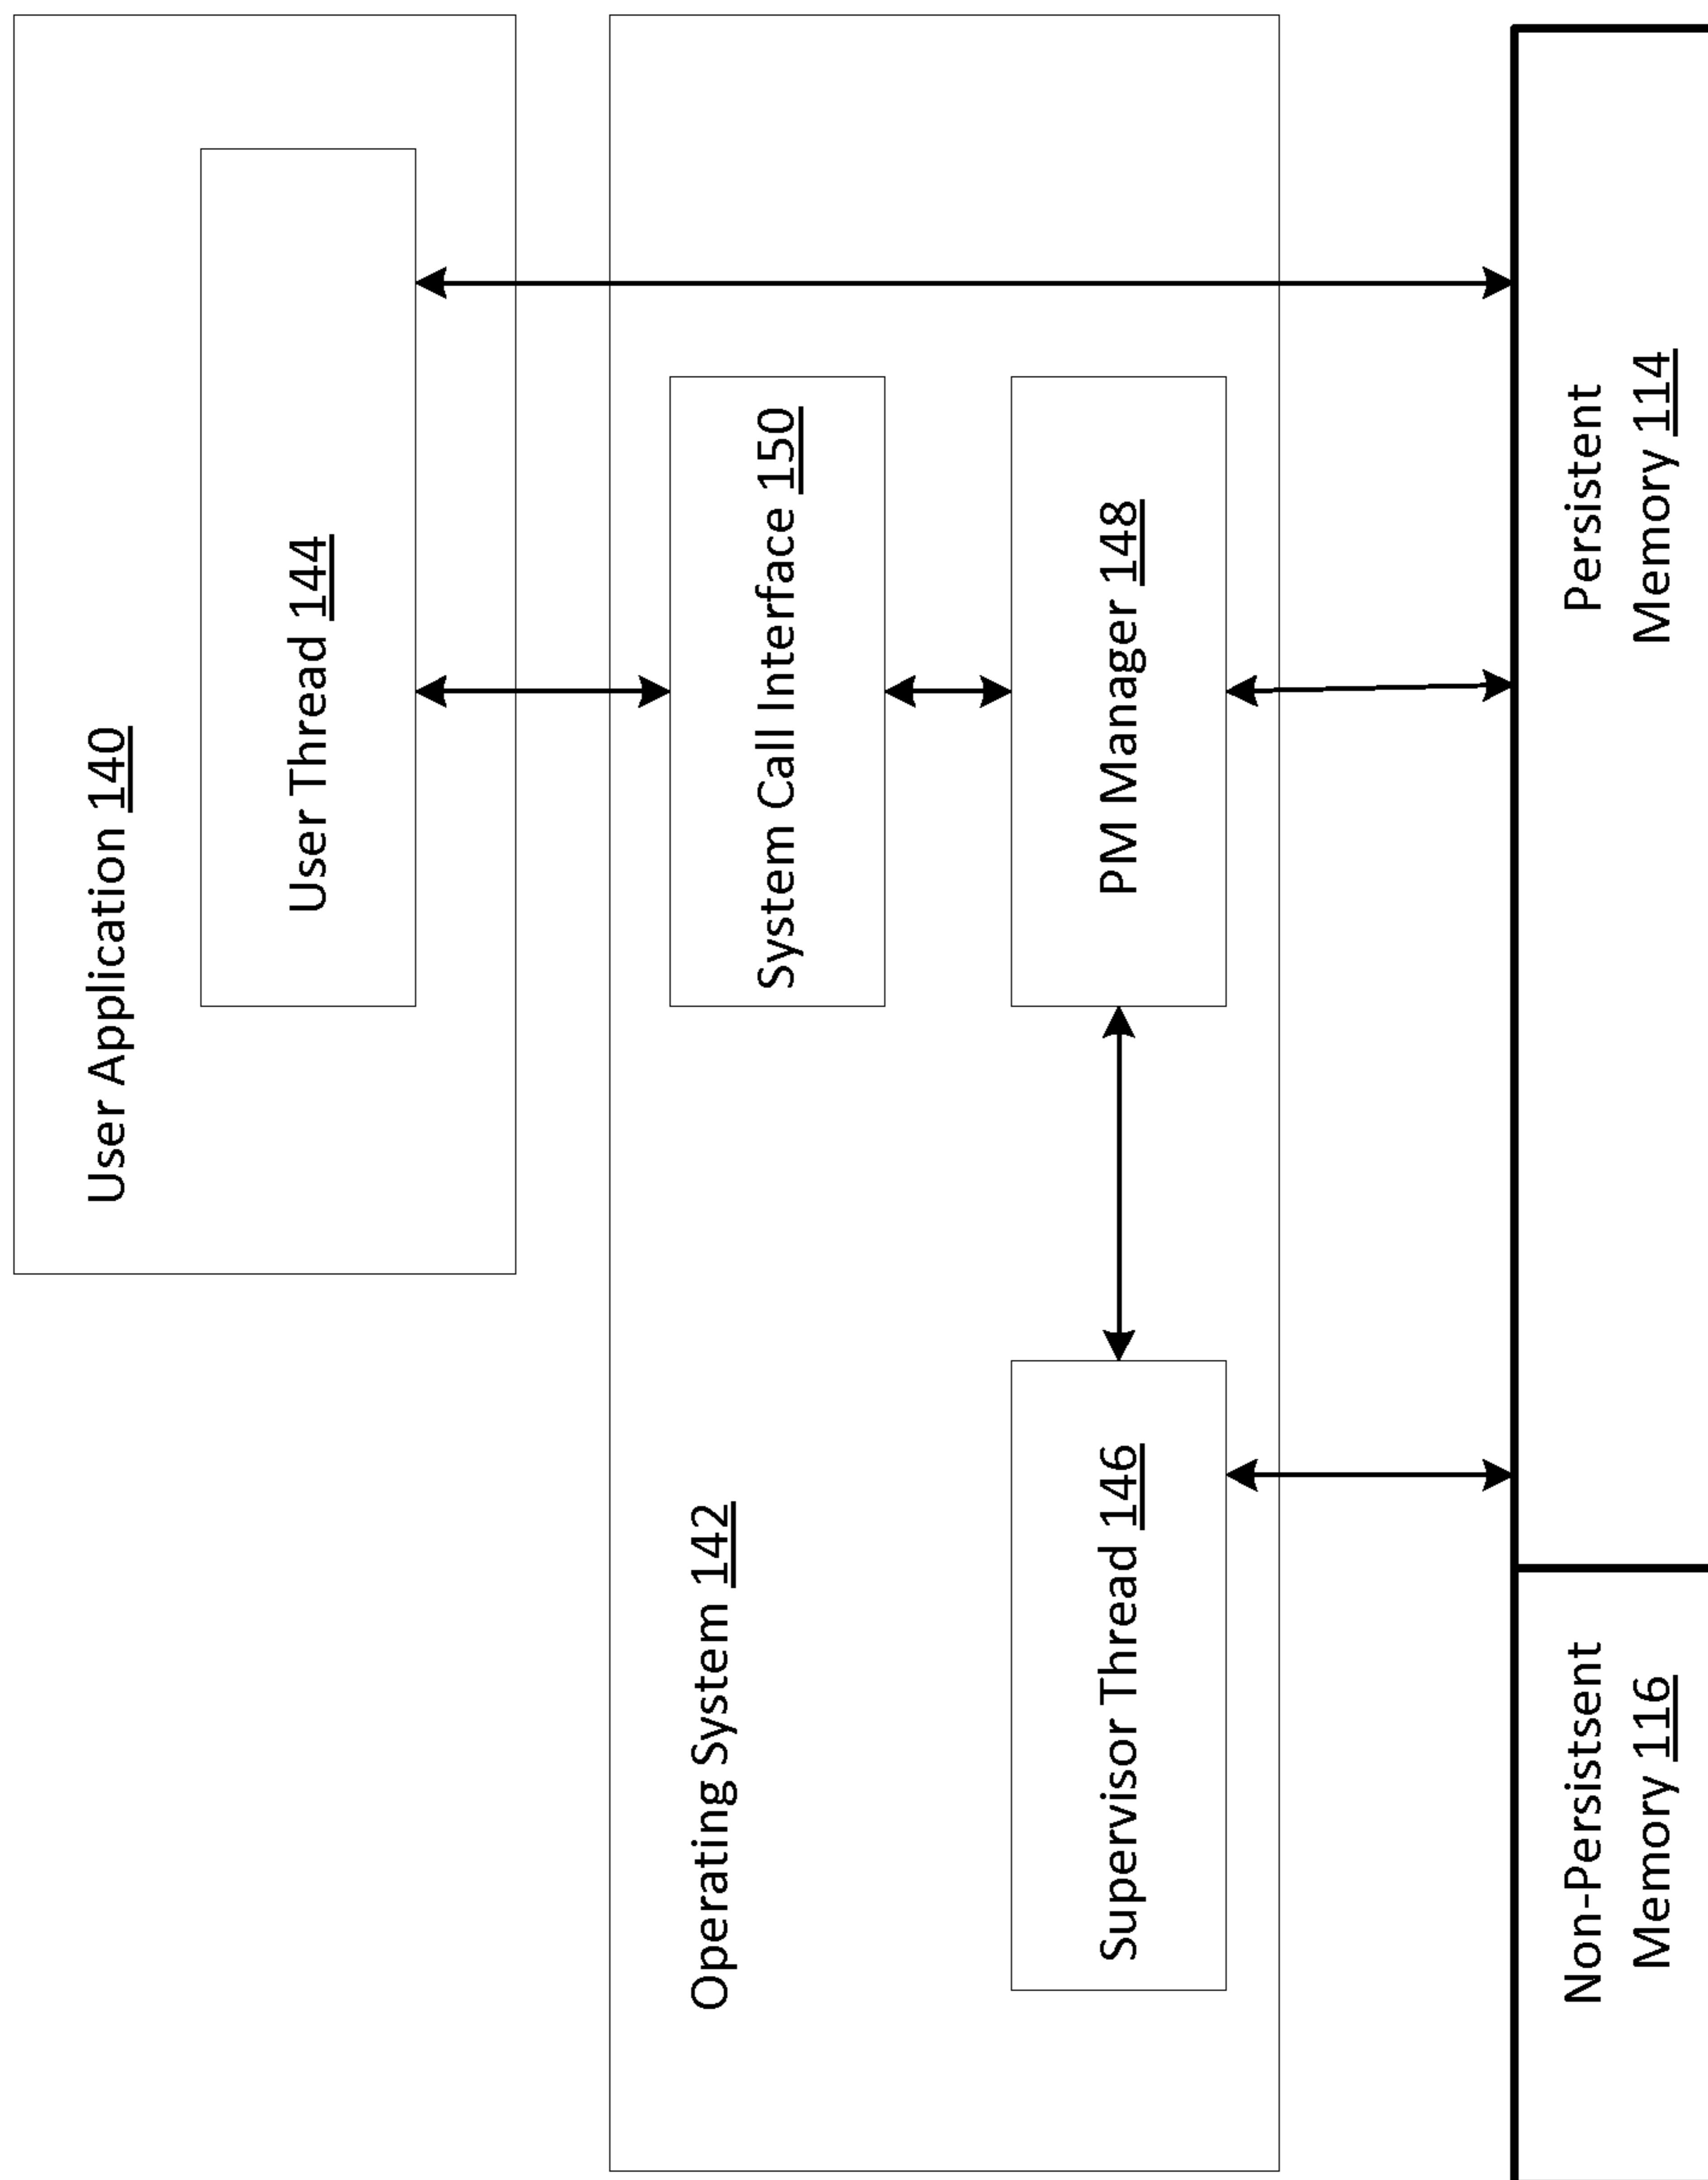 User Application 140
User Thread 144
Operating System 142
System Call Interface 150
Supervisor Thread 146
PM Manager 148
Non-Persistsent
Memory 116
Persistent
Memory 114